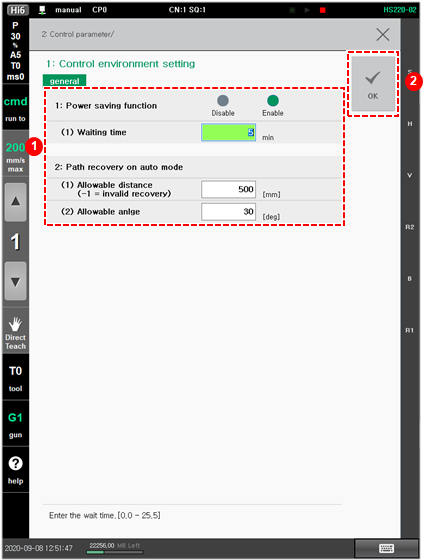 Hi6 manual CP0 CN:1 SQ:1 HS220-02
P
30
%
A5
T0
ms0
cmd
run to
200
mm/s
max
1
Direct
Teach
T0
tool
G1
gun
help
2: Control parameter/
1: Control environment setting
general
1: Power saving function
Disable Enable
(1) Waiting time 5 min
2: Path recovery on auto mode
(1) Allowable distance
(-1 = invalid recovery) 500 [mm]
(2) Allowable anlge 30 [deg]
1
OK
2
S
H
V
R2
B
R1
Enter the wait time, [0,0 - 25,5]
2020-09-08 12:51:47 22256,00 MB Left